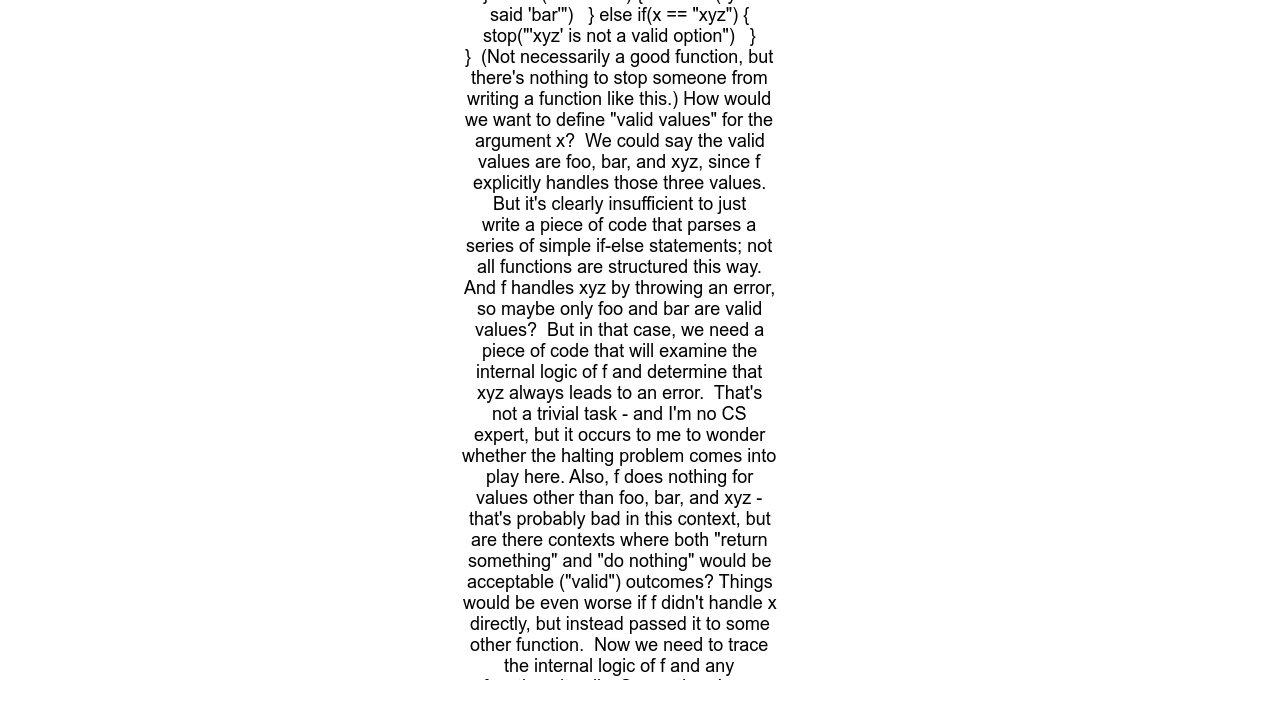 said 'bar'")   } else if(x == "xyz") {
stop("'xyz' is not a valid option")   }
}  (Not necessarily a good function, but
there's nothing to stop someone from
writing a function like this.) How would
we want to define "valid values" for the
argument x?  We could say the valid
values are foo, bar, and xyz, since f
explicitly handles those three values.
But it's clearly insufficient to just
write a piece of code that parses a
series of simple if-else statements; not
all functions are structured this way.
And f handles xyz by throwing an error,
so maybe only foo and bar are valid
values?  But in that case, we need a
piece of code that will examine the
internal logic of f and determine that
xyz always leads to an error.  That's
not a trivial task - and I'm no CS
expert, but it occurs to me to wonder
whether the halting problem comes into
play here. Also, f does nothing for
values other than foo, bar, and xyz -
that's probably bad in this context, but
are there contexts where both "return
something" and "do nothing" would be
acceptable ("valid") outcomes? Things
would be even worse if f didn't handle x
directly, but instead passed it to some
other function.  Now we need to trace
the internal logic of f and any